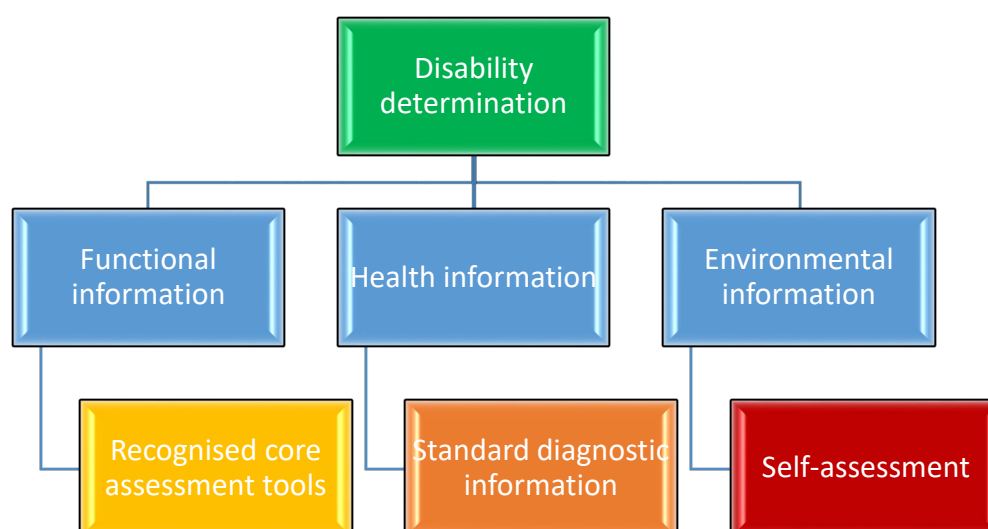 Disability
determination
Functional
information
Health information
Environmental
information
Recognised core
assessment tools
Standard diagnostic
information
Self-assessment